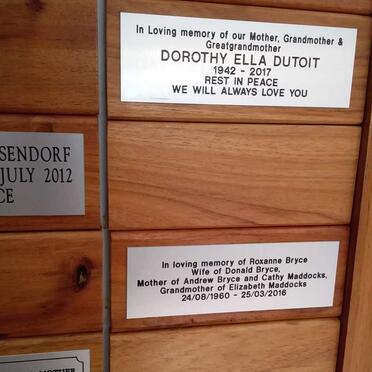 In Loving memory of our Mother, Grandmother &
Greatgrandmother
DOROTHY ELLA DUTOIT
1942 - 2017
REST IN PEACE
WE WILL ALWAYS LOVE YOU
SENDORF
JULY 2012
CE
In loving memory of Roxanne Bryce
Wife of Donald Bryce,
Mother of Andrew Bryce and Cathy Maddocks,
Grandmother of Elizabeth Maddocks
24/08/1960 - 25/03/2016
MOTHER